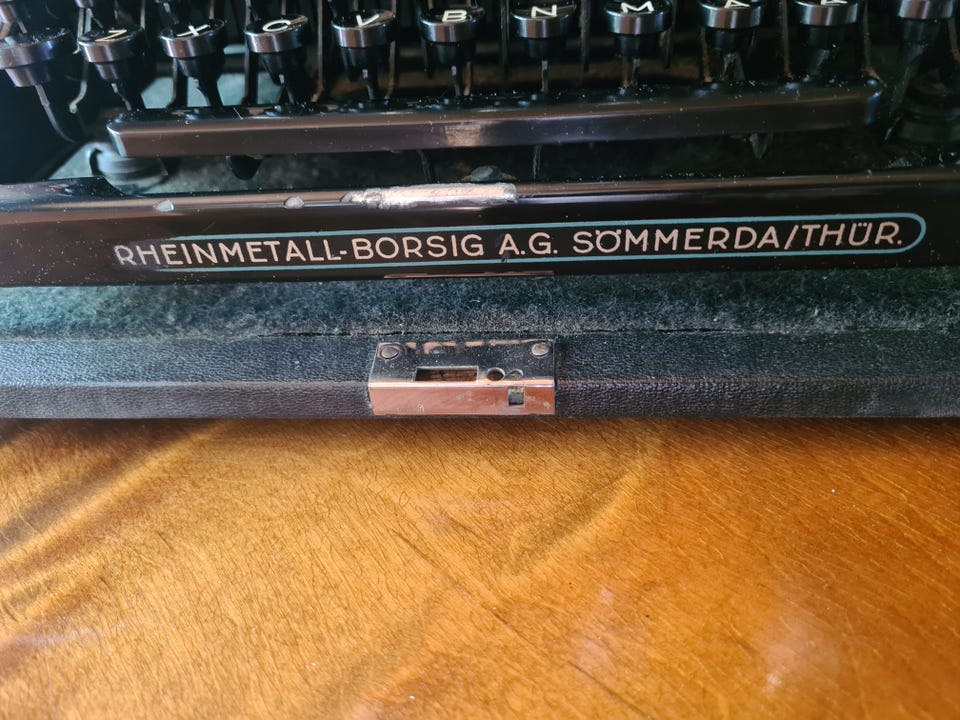 Z X C V B N M
RHEINMETALL-BORSIG A.G. SÖMMERDA/THÜR.